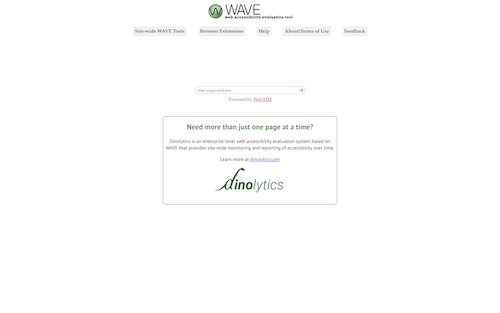 WAVE
web accessibility evaluation tool
Site-wide WAVE Tools
Browser Extensions
Help
About/Terms of Use
Feedback
Web page address...
Powered by WebAIM
Need more than just one page at a time?
Dinolytics is an enterprise-level web accessibility evaluation system based on
WAVE that provides site-wide monitoring and reporting of accessibility over time.
Learn more at dinolytics.com
dinolytics